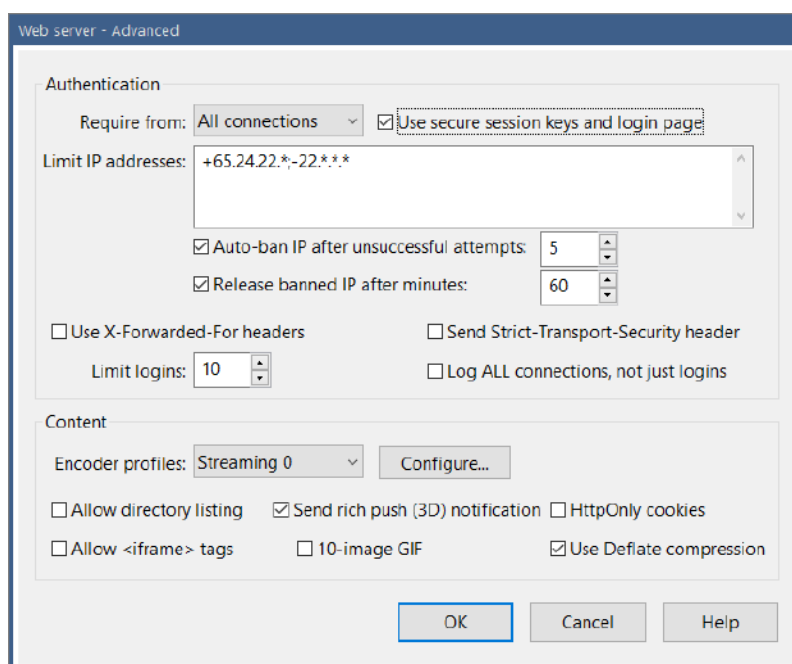 Web server - Advanced
Authentication
Require from: All connections Use secure session keys and login page
Limit IP addresses: +65.24.22.*;-22.*.*.*
Auto-ban IP after unsuccessful attempts: 5
Release banned IP after minutes: 60
Use X-Forwarded-For headers Send Strict-Transport-Security header
Limit logins: 10 Log ALL connections, not just logins
Content
Encoder profiles: Streaming 0 Configure...
Allow directory listing Send rich push (3D) notification HttpOnly cookies
Allow <iframe> tags 10-image GIF Use Deflate compression
OK Cancel Help